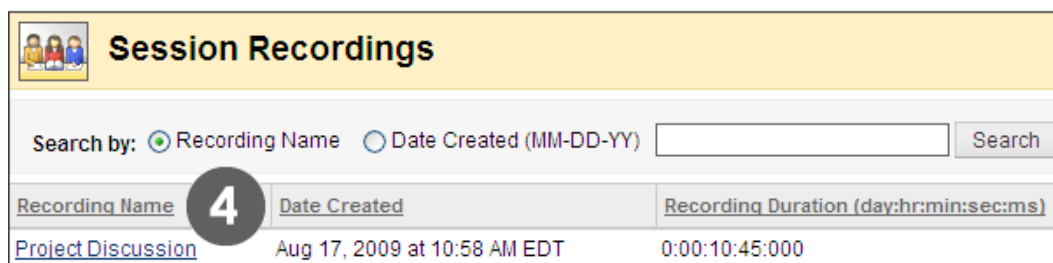 Session Recordings
Search by: Recording Name Date Created (MM-DD-YY) Search
Recording Name 4 Date Created Recording Duration (day:hr:min:sec:ms)
Project Discussion Aug 17, 2009 at 10:58 AM EDT 0:00:10:45:000